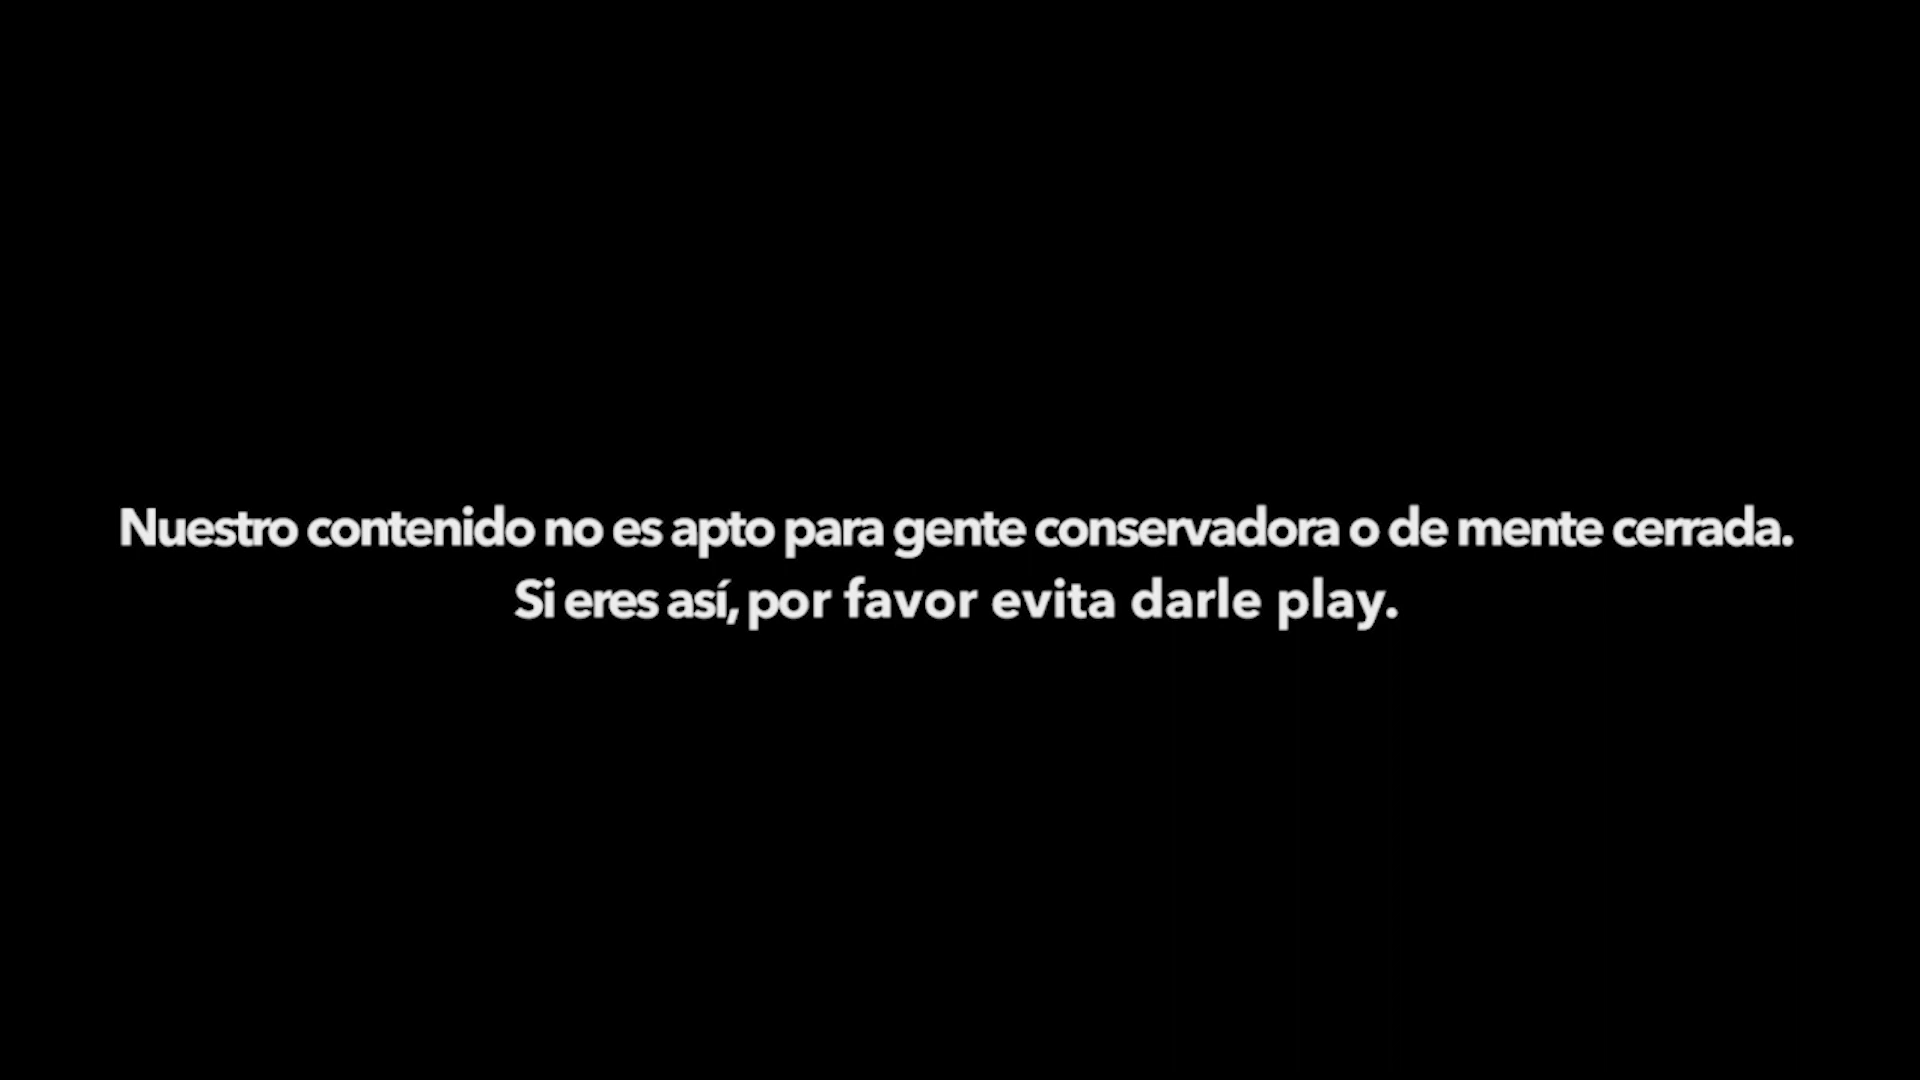 Nuestro contenido no es apto para gente conservadora o de mente cerrada.
Si eres así, por favor evita darle play.